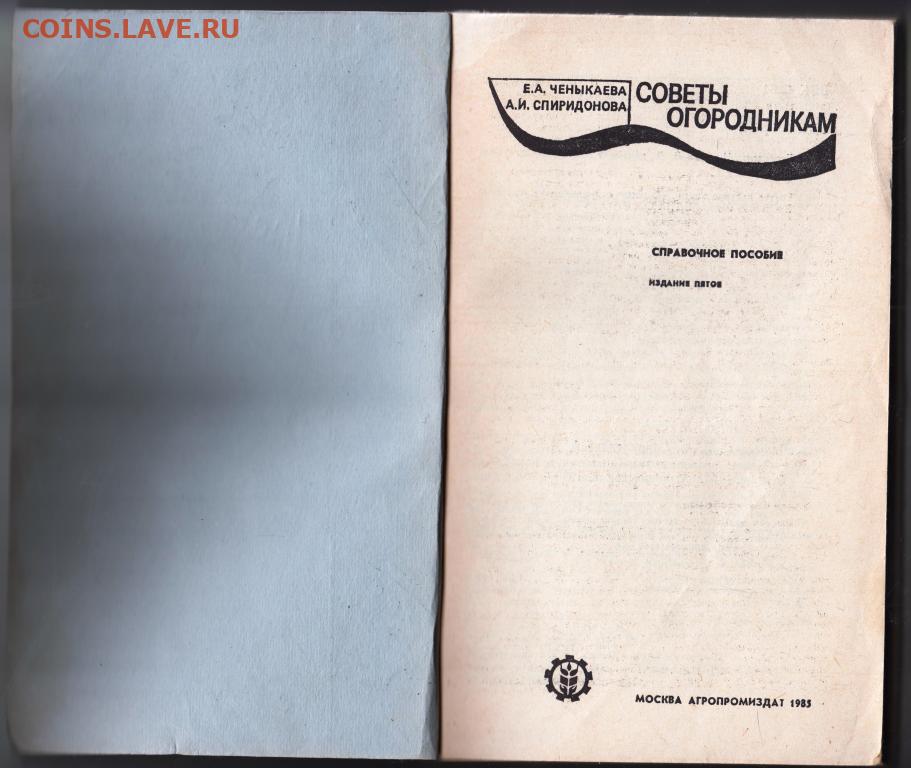 COINS.LAVE.RU
Е.А. ЧЕНЫКАЕВА
А.И. СПИРИДОНОВА
СОВЕТЫ
ОГОРОДНИКАМ
СПРАВОЧНОЕ ПОСОБИЕ
ИЗДАНИЕ ПЯТОЕ
МОСКВА АГРОПРОМИЗДАТ 1985